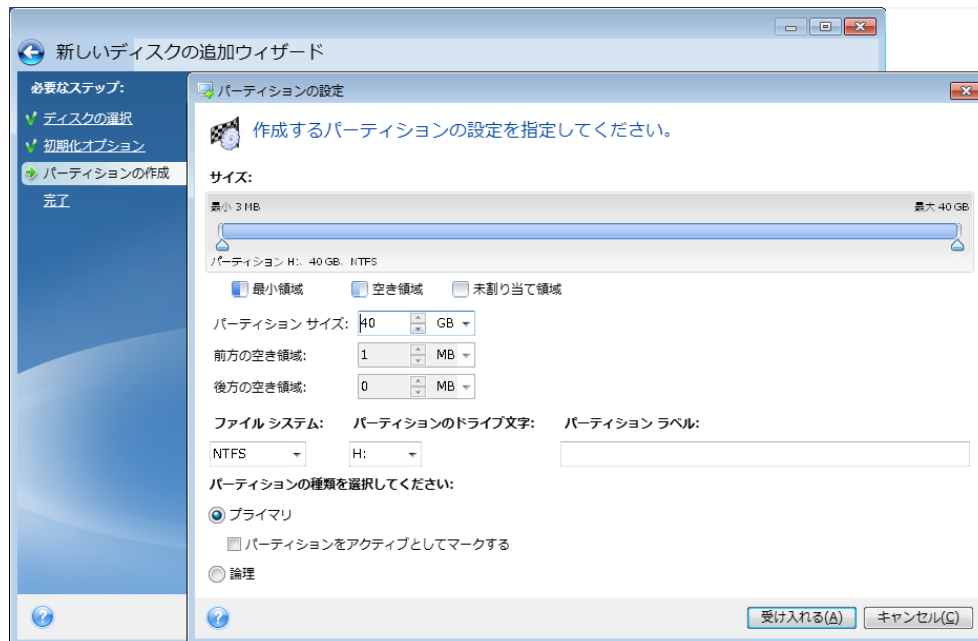 新しいディスクの追加ウィザード
必要なステップ:
ディスクの選択
初期化オプション
パーティションの作成
完了
パーティションの設定
作成するパーティションの設定を指定してください。
サイズ:
最小 3 MB
最大 40 GB
パーティション H:、40 GB、NTFS
最小領域 空き領域 未割り当て領域
パーティション サイズ: 40 GB
前方の空き領域: 1 MB
後方の空き領域: 0 MB
ファイル システム: パーティションのドライブ文字: パーティション ラベル:
NTFS H:
パーティションの種類を選択してください:
プライマリ
パーティションをアクティブとしてマークする
論理
受け入れる(A) キャンセル(C)